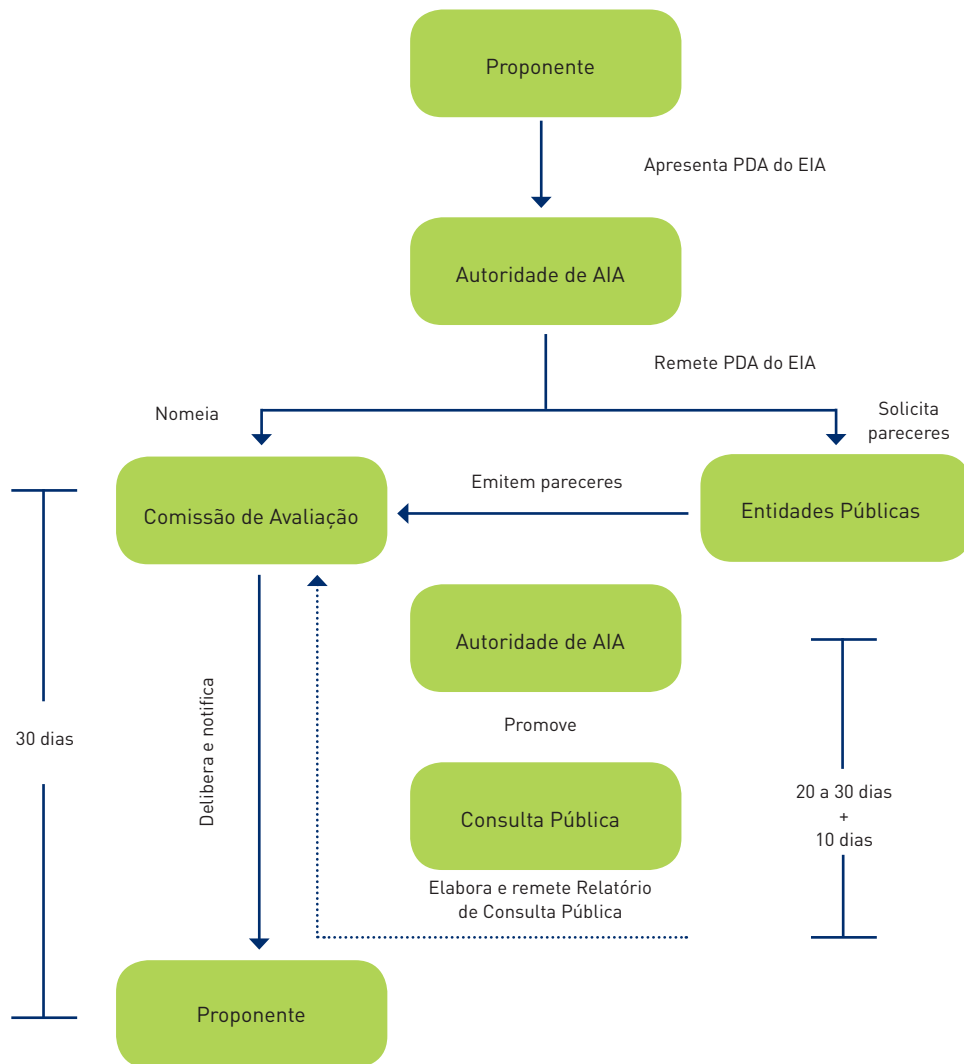 Proponente
Apresenta PDA do EIA
Autoridade de AIA
Remete PDA do EIA
Nomeia
Solicita
pareceres
Comissão de Avaliação
Emitem pareceres
Entidades Públicas
Autoridade de AIA
Delibera e notifica
30 dias
Promove
20 a 30 dias
+
10 dias
Consulta Pública
Elabora e remete Relatório
de Consulta Pública
Proponente